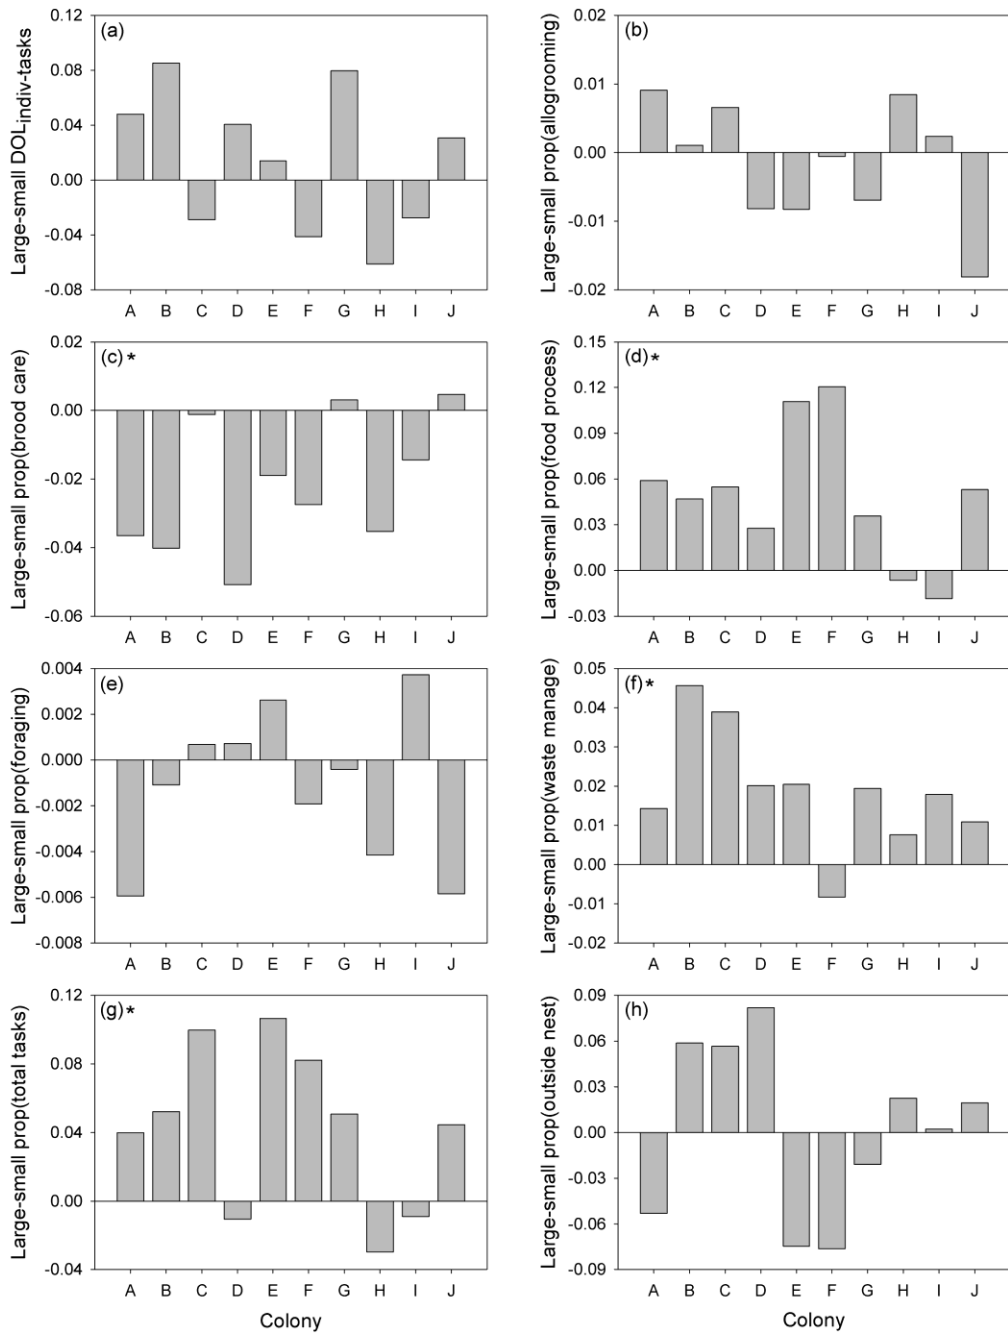 (a)
Large-small DOLindiv-tasks
0.12
0.08
0.04
0.00
-0.04
-0.08
A B C D E F G H I J
(b)
Large-small prop(allogrooming)
0.02
0.01
0.00
-0.01
-0.02
A B C D E F G H I J
(c) *
Large-small prop(brood care)
0.02
0.00
-0.02
-0.04
-0.06
A B C D E F G H I J
(d) *
Large-small prop(food process)
0.15
0.12
0.09
0.06
0.03
0.00
-0.03
A B C D E F G H I J
(e)
Large-small prop(foraging)
0.004
0.002
0.000
-0.002
-0.004
-0.006
-0.008
A B C D E F G H I J
(f) *
Large-small prop(waste manage)
0.05
0.04
0.03
0.02
0.01
0.00
-0.01
-0.02
A B C D E F G H I J
(g) *
Large-small prop(total tasks)
0.12
0.08
0.04
0.00
-0.04
A B C D E F G H I J
Colony
(h)
Large-small prop(outside nest)
0.09
0.06
0.03
0.00
-0.03
-0.06
-0.09
A B C D E F G H I J
Colony